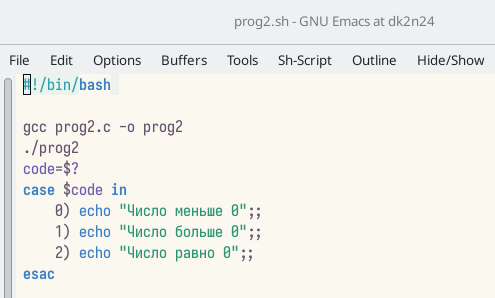 prog2.sh - GNU Emacs at dk2n24
File Edit Options Buffers Tools Sh-Script Outline Hide/Show
#!/bin/bash
gcc prog2.c -o prog2
./prog2
code=$?
case $code in
0) echo "Число меньше 0";;
1) echo "Число больше 0";;
2) echo "Число равно 0";;
esac